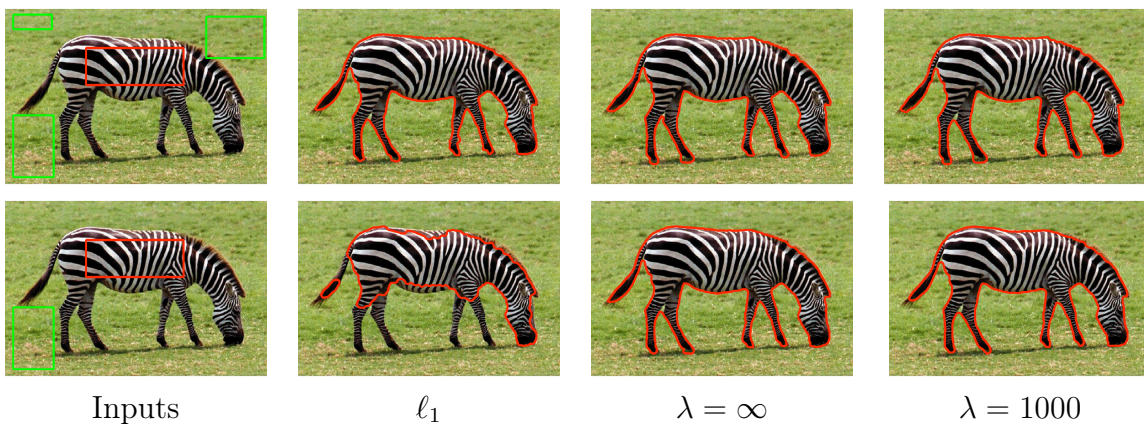 Inputs ℓ₁ λ = ∞ λ = 1000